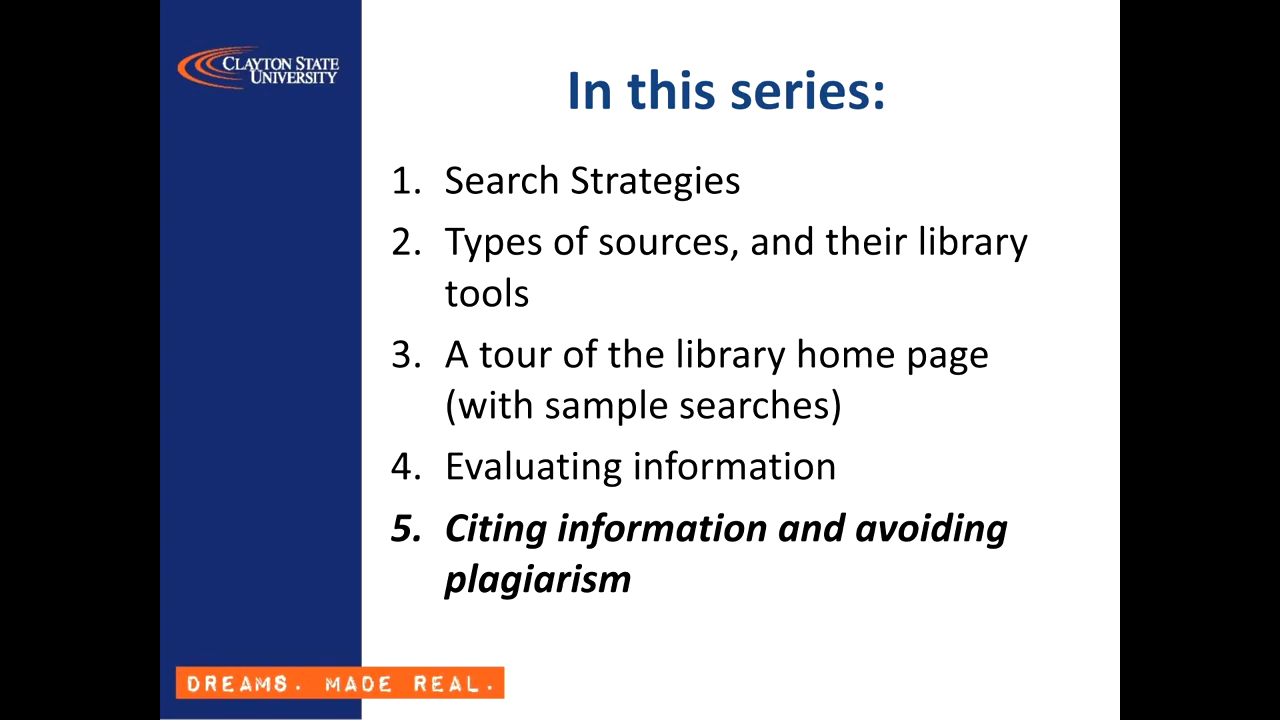 CLAYTON STATE
UNIVERSITY
In this series:
1. Search Strategies
2. Types of sources, and their library
tools
3. A tour of the library home page
(with sample searches)
4. Evaluating information
5. Citing information and avoiding
plagiarism
DREAMS. MADE REAL.